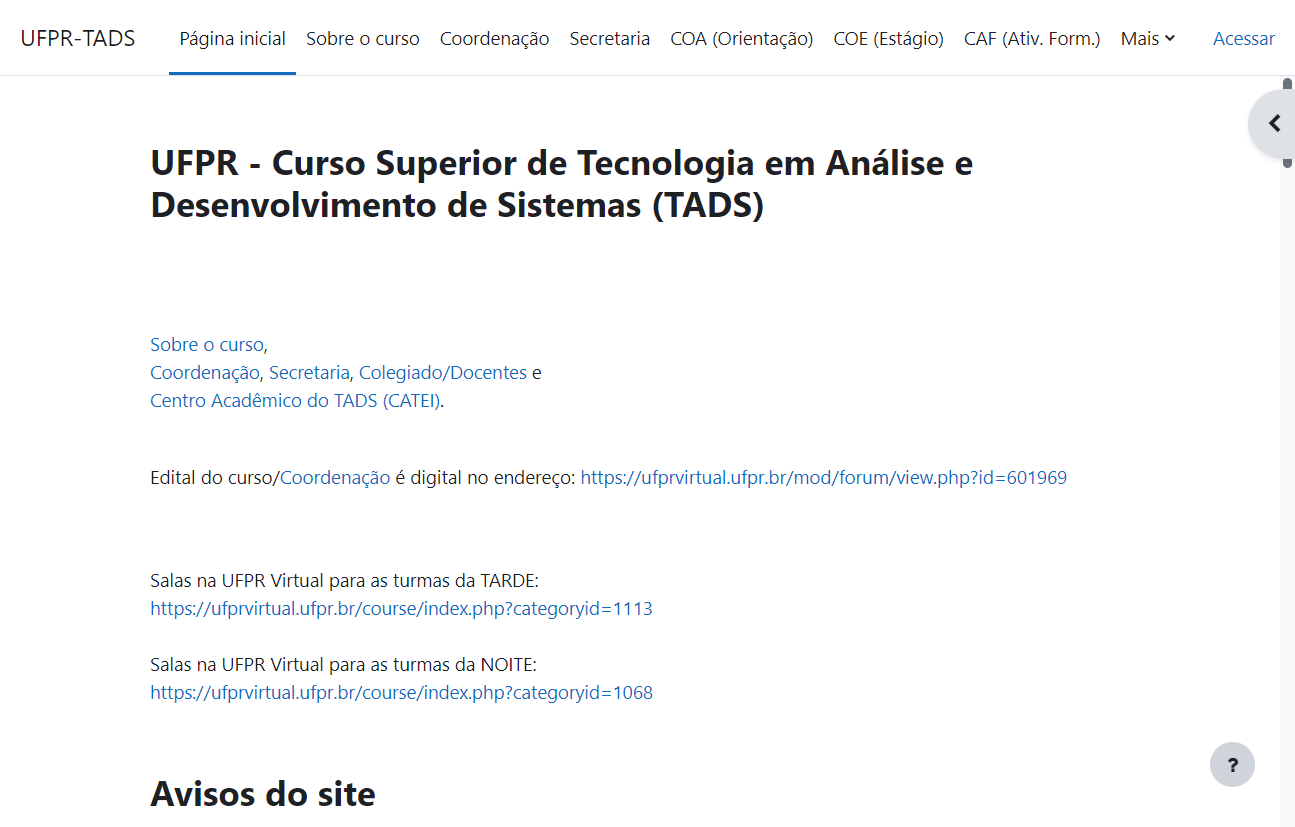 UFPR-TADS Página inicial Sobre o curso Coordenação Secretaria COA (Orientação) COE (Estágio) CAF (Ativ. Form.) Mais Acessar
UFPR - Curso Superior de Tecnologia em Análise e
Desenvolvimento de Sistemas (TADS)
Sobre o curso,
Coordenação, Secretaria, Colegiado/Docentes e
Centro Acadêmico do TADS (CATEI).
Edital do curso/Coordenação é digital no endereço: https://ufprvirtual.ufpr.br/mod/forum/view.php?id=601969
Salas na UFPR Virtual para as turmas da TARDE:
https://ufprvirtual.ufpr.br/course/index.php?categoryid=1113
Salas na UFPR Virtual para as turmas da NOITE:
https://ufprvirtual.ufpr.br/course/index.php?categoryid=1068
?
Avisos do site